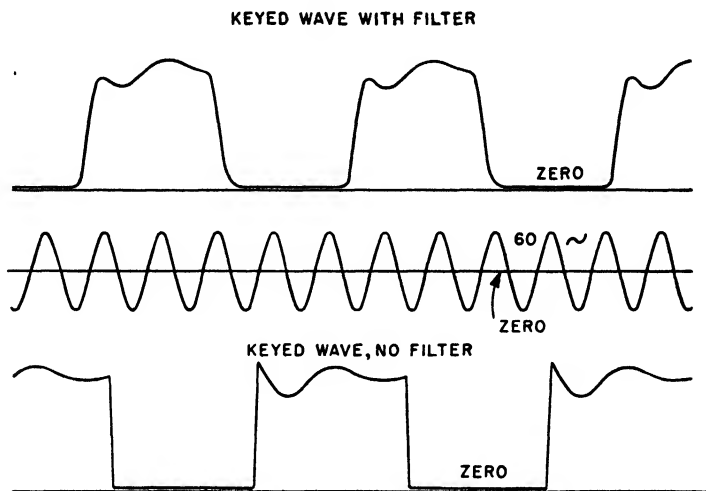 KEYED WAVE WITH FILTER
ZERO
60 ~
ZERO
KEYED WAVE, NO FILTER
ZERO